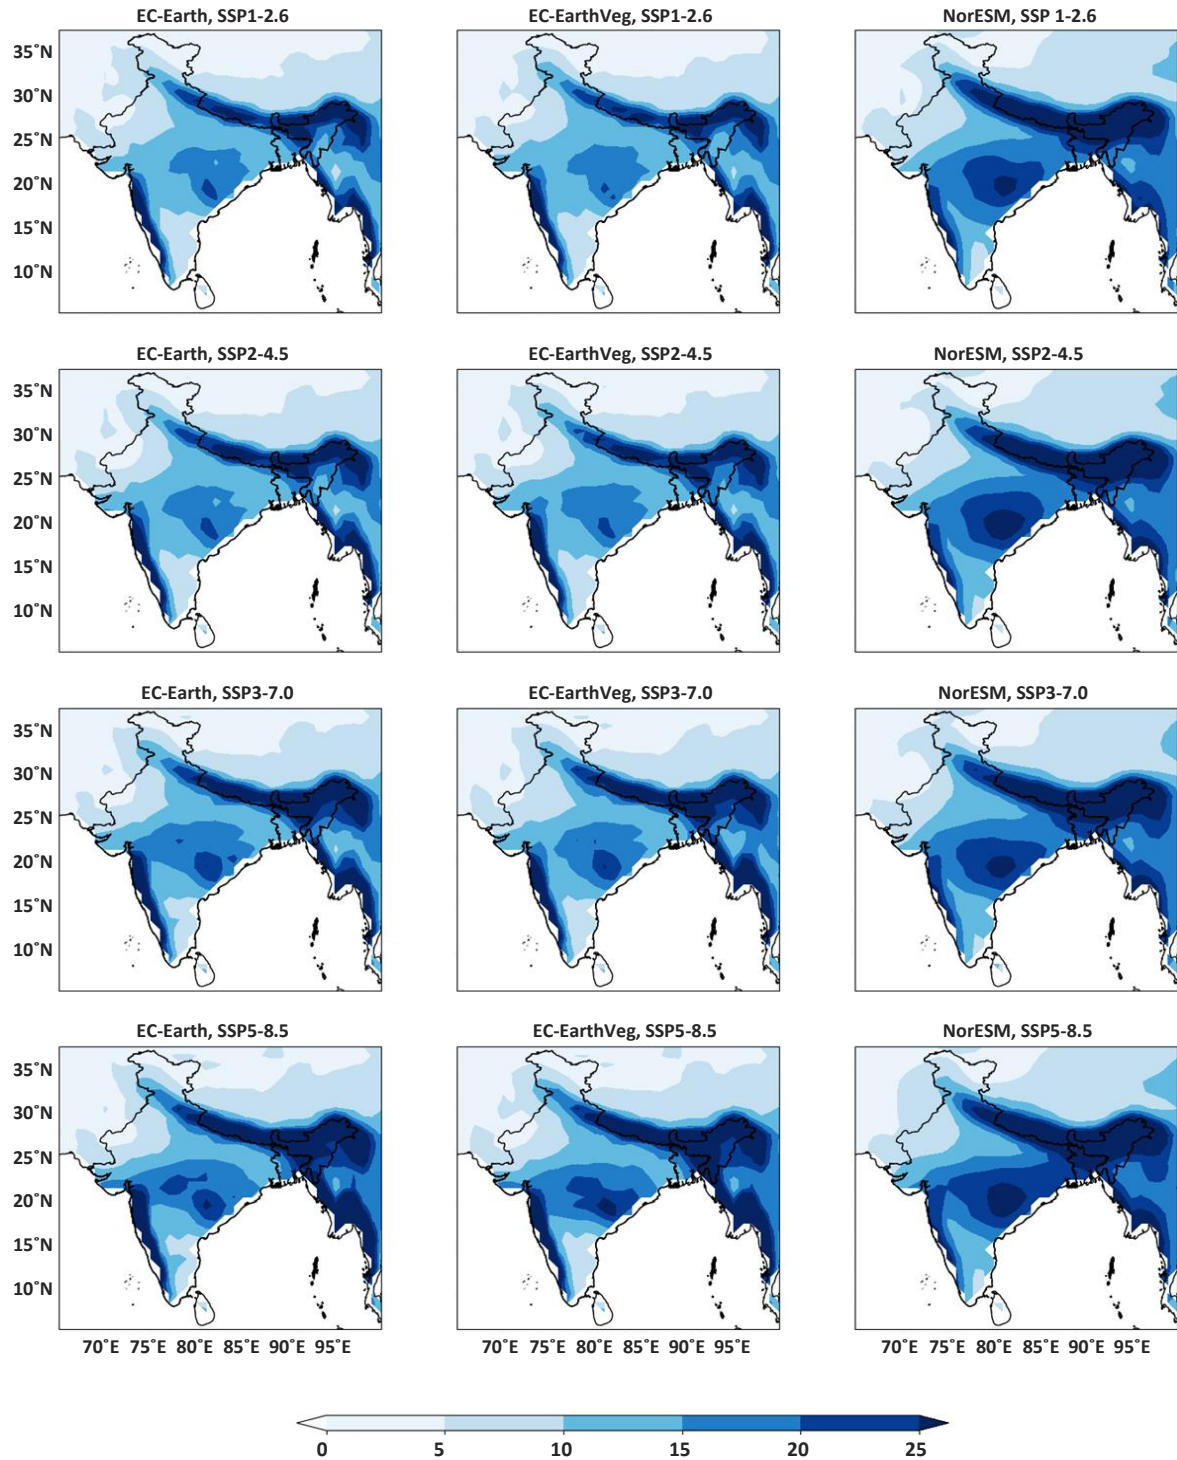 EC-Earth, SSP1-2.6
EC-EarthVeg, SSP1-2.6
NorESM, SSP 1-2.6
35˚N
30˚N
25˚N
20˚N
15˚N
10˚N
EC-Earth, SSP2-4.5
EC-EarthVeg, SSP2-4.5
NorESM, SSP2-4.5
35˚N
30˚N
25˚N
20˚N
15˚N
10˚N
EC-Earth, SSP3-7.0
EC-EarthVeg, SSP3-7.0
NorESM, SSP3-7.0
35˚N
30˚N
25˚N
20˚N
15˚N
10˚N
EC-Earth, SSP5-8.5
EC-EarthVeg, SSP5-8.5
NorESM, SSP5-8.5
35˚N
30˚N
25˚N
20˚N
15˚N
10˚N
70˚E 75˚E 80˚E 85˚E 90˚E 95˚E
70˚E 75˚E 80˚E 85˚E 90˚E 95˚E
70˚E 75˚E 80˚E 85˚E 90˚E 95˚E
0 5 10 15 20 25